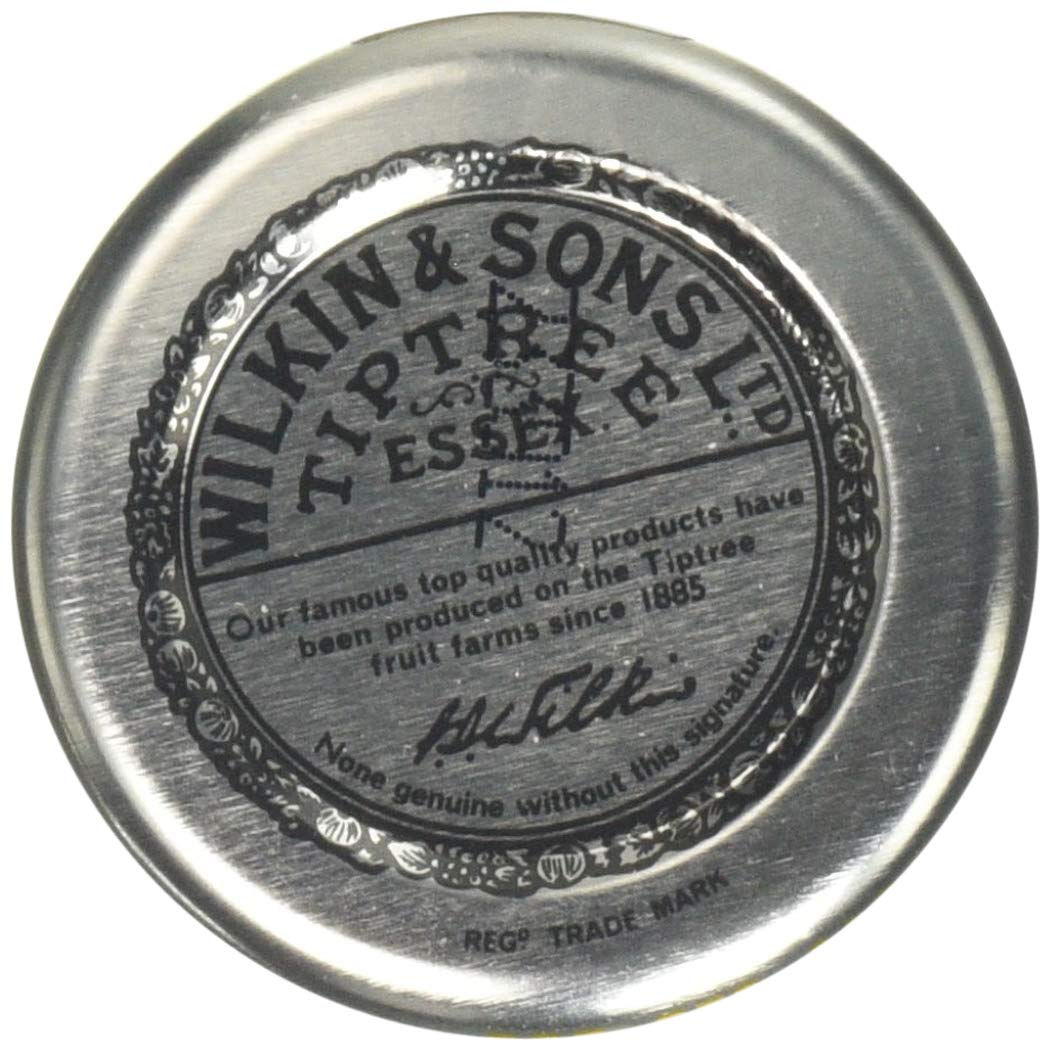 WILKIN & SONS LTD
TIPTREE
ESSEX.
Our famous top quality products have
been produced on the Tiptree
fruit farms since 1885
None genuine without this signature.
REGD TRADE MARK